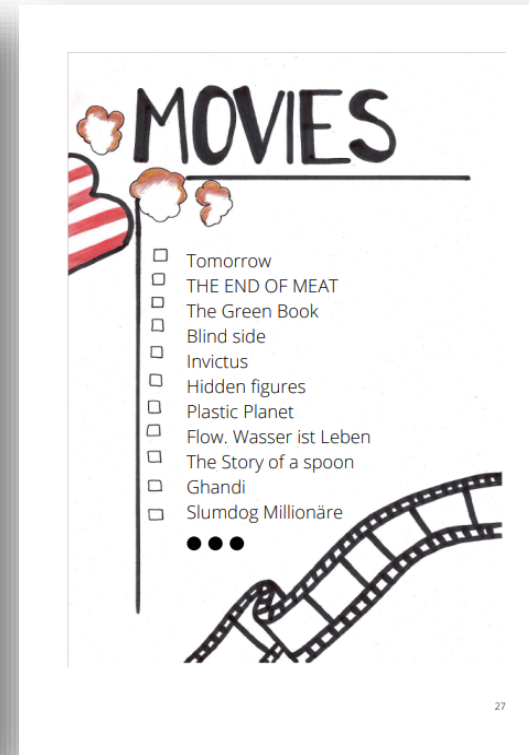 MOVIES
Tomorrow
THE END OF MEAT
The Green Book
Blind side
Invictus
Hidden figures
Plastic Planet
Flow. Wasser ist Leben
The Story of a spoon
Ghandi
Slumdog Millionäre
●●●
27